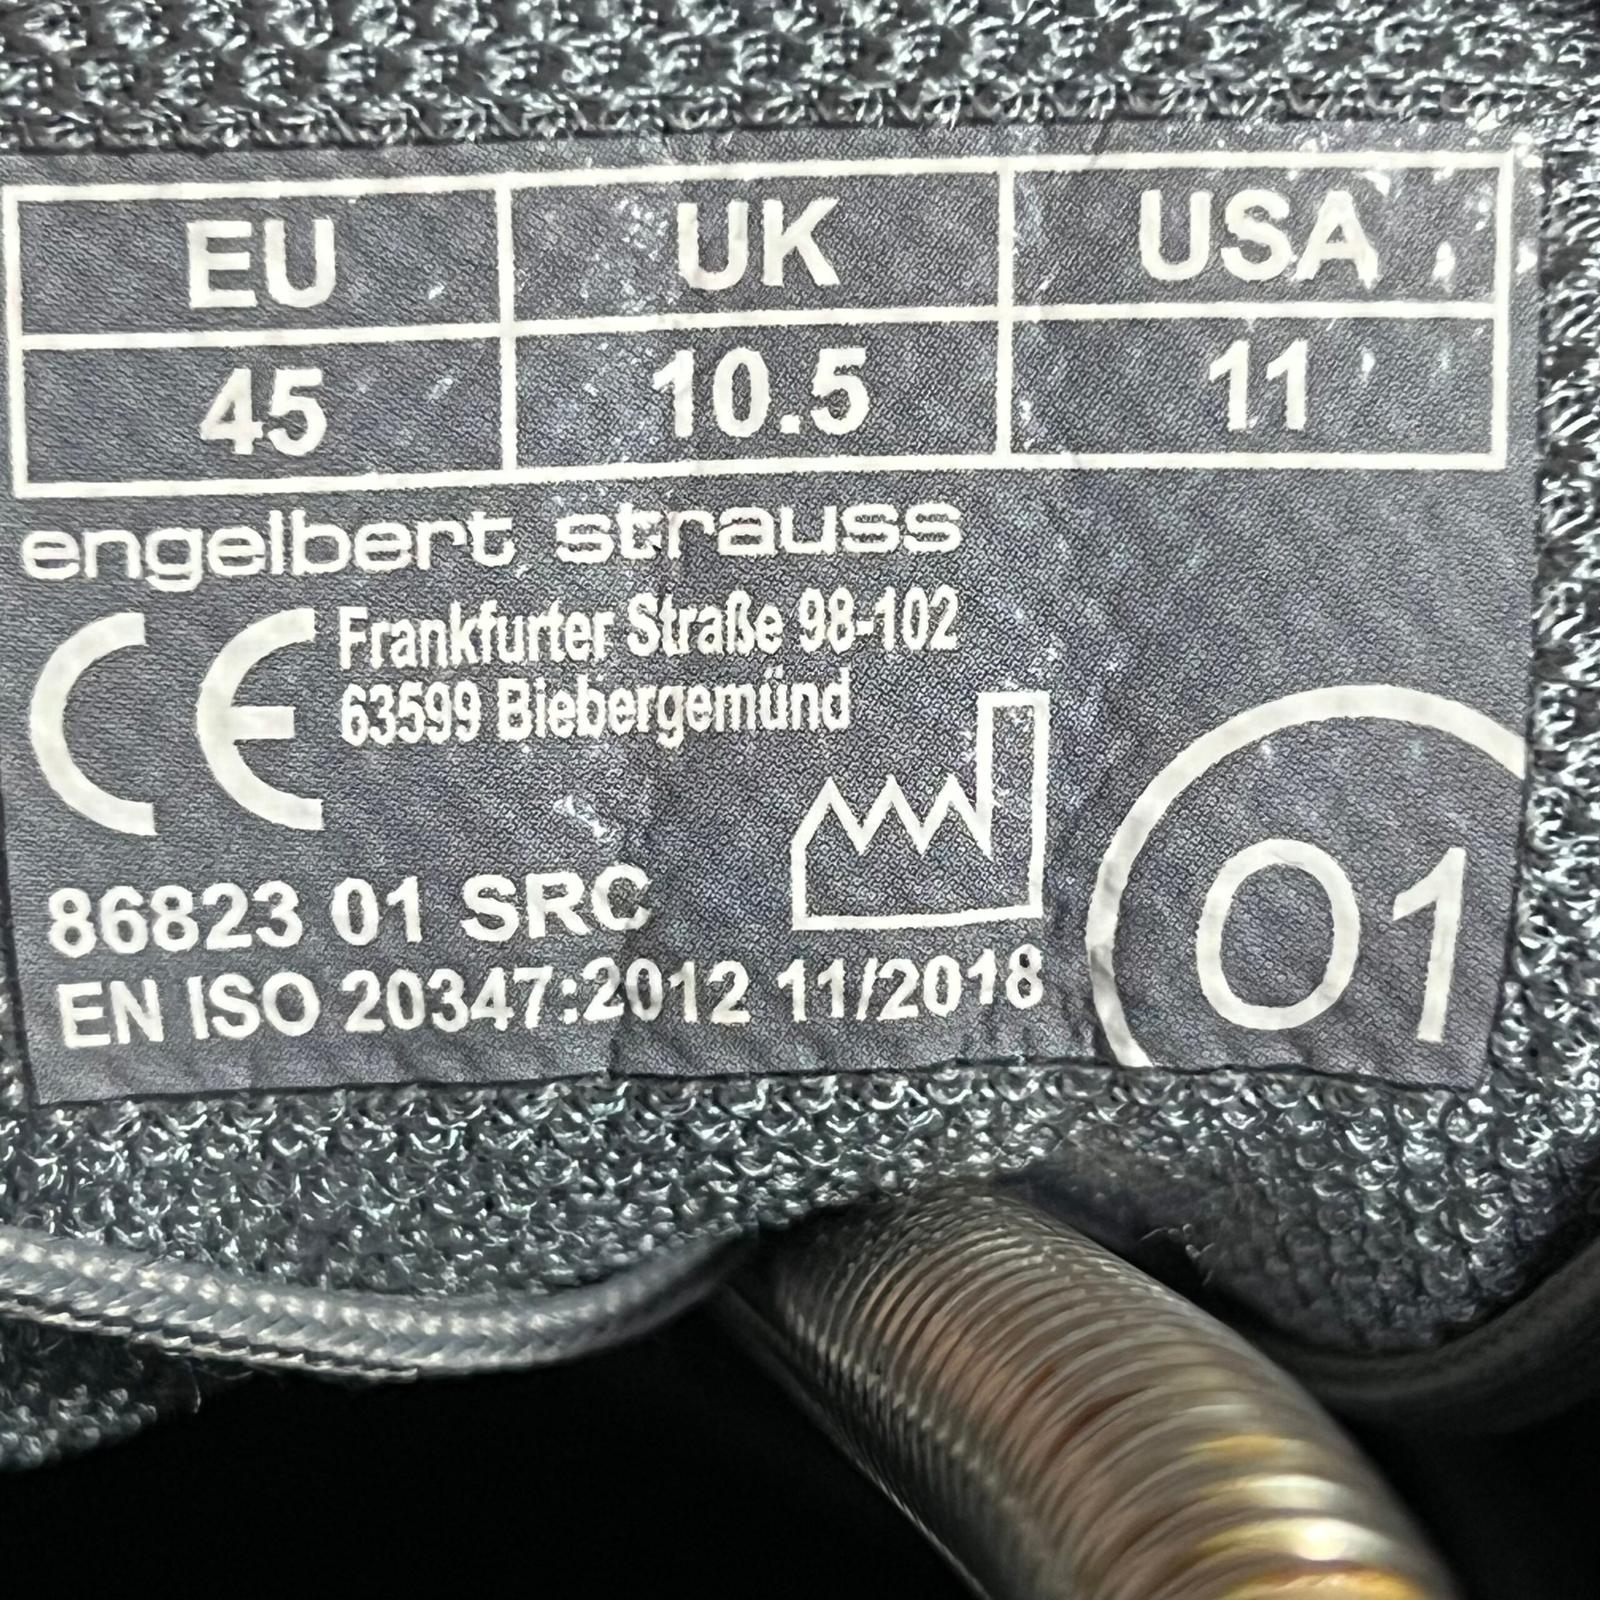 EU UK USA
45 10.5 11
engelbert strauss
CE
Frankfurter Straße 98-102
63599 Biebergemünd
86823 01 SRC
EN ISO 20347:2012 11/2018
O1